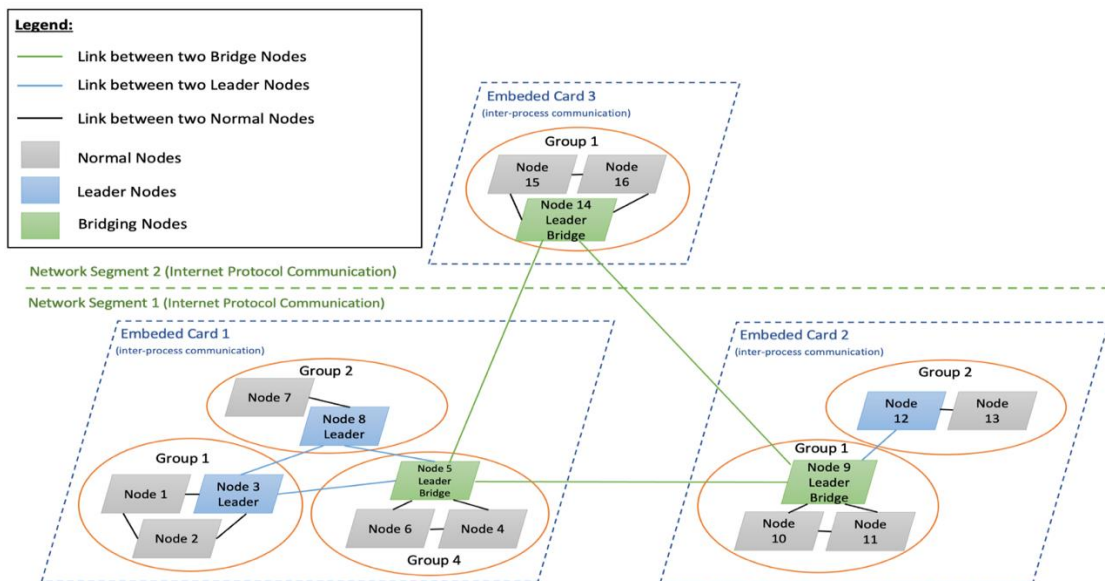 Legend:
Link between two Bridge Nodes
Link between two Leader Nodes
Link between two Normal Nodes
Normal Nodes
Leader Nodes
Bridging Nodes
Embeded Card 3
(inter-process communication)
Group 1
Node
15
Node
16
Node 14
Leader
Bridge
Network Segment 2 (Internet Protocol Communication)
Network Segment 1 (Internet Protocol Communication)
Embeded Card 1
(inter-process communication)
Group 2
Node 7
Node 8
Leader
Group 1
Node 1
Node 3
Leader
Node 2
Node 5
Leader
Bridge
Node 6
Node 4
Group 4
Embeded Card 2
(inter-process communication)
Group 2
Node
12
Node
13
Group 1
Node 9
Leader
Bridge
Node
10
Node
11